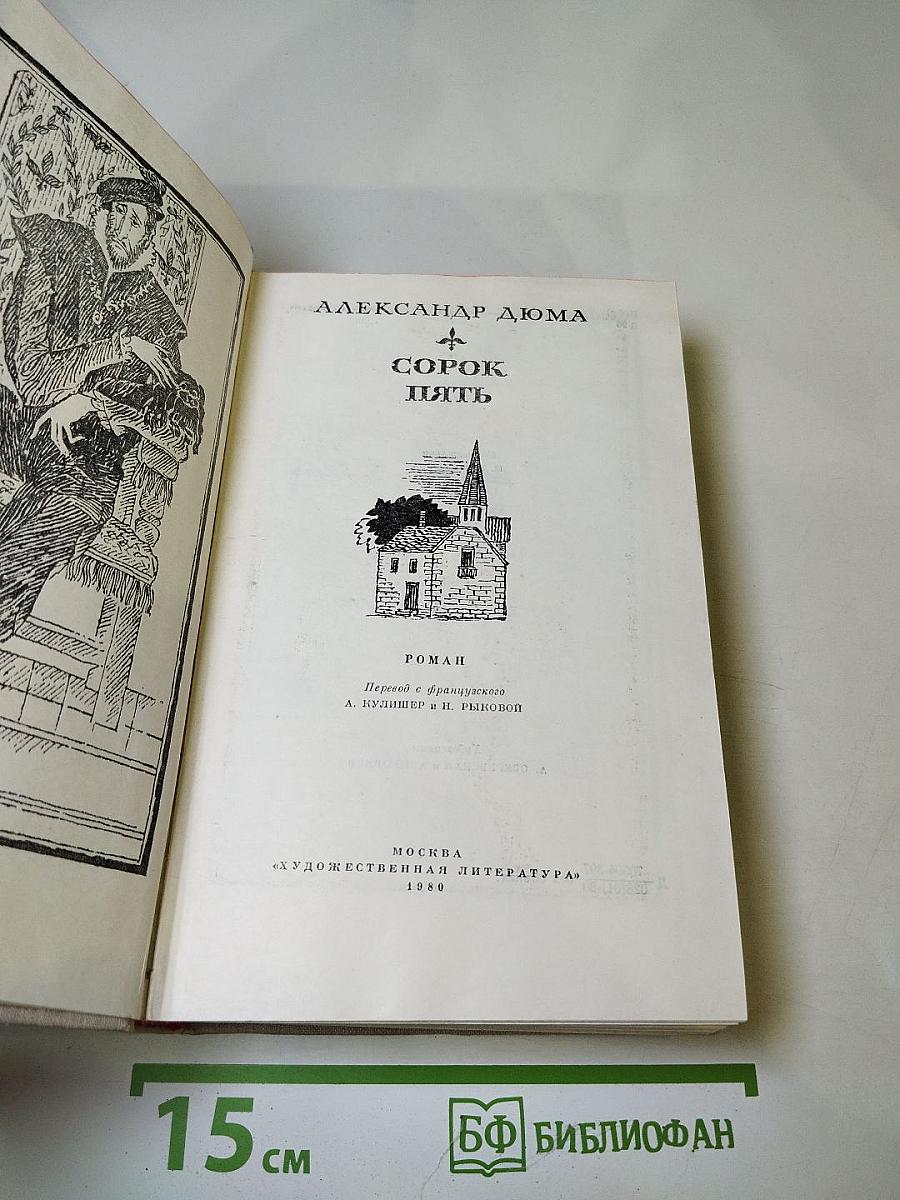 АЛЕКСАНДР ДЮМА
СОРОК
ПЯТЬ
РОМАН
Перевод с французского
А. КУЛИШЕР и Н. РЫКОВОЙ
МОСКВА
«ХУДОЖЕСТВЕННАЯ ЛИТЕРАТУРА»
1980
15 см
БФ БИБЛИОФАН